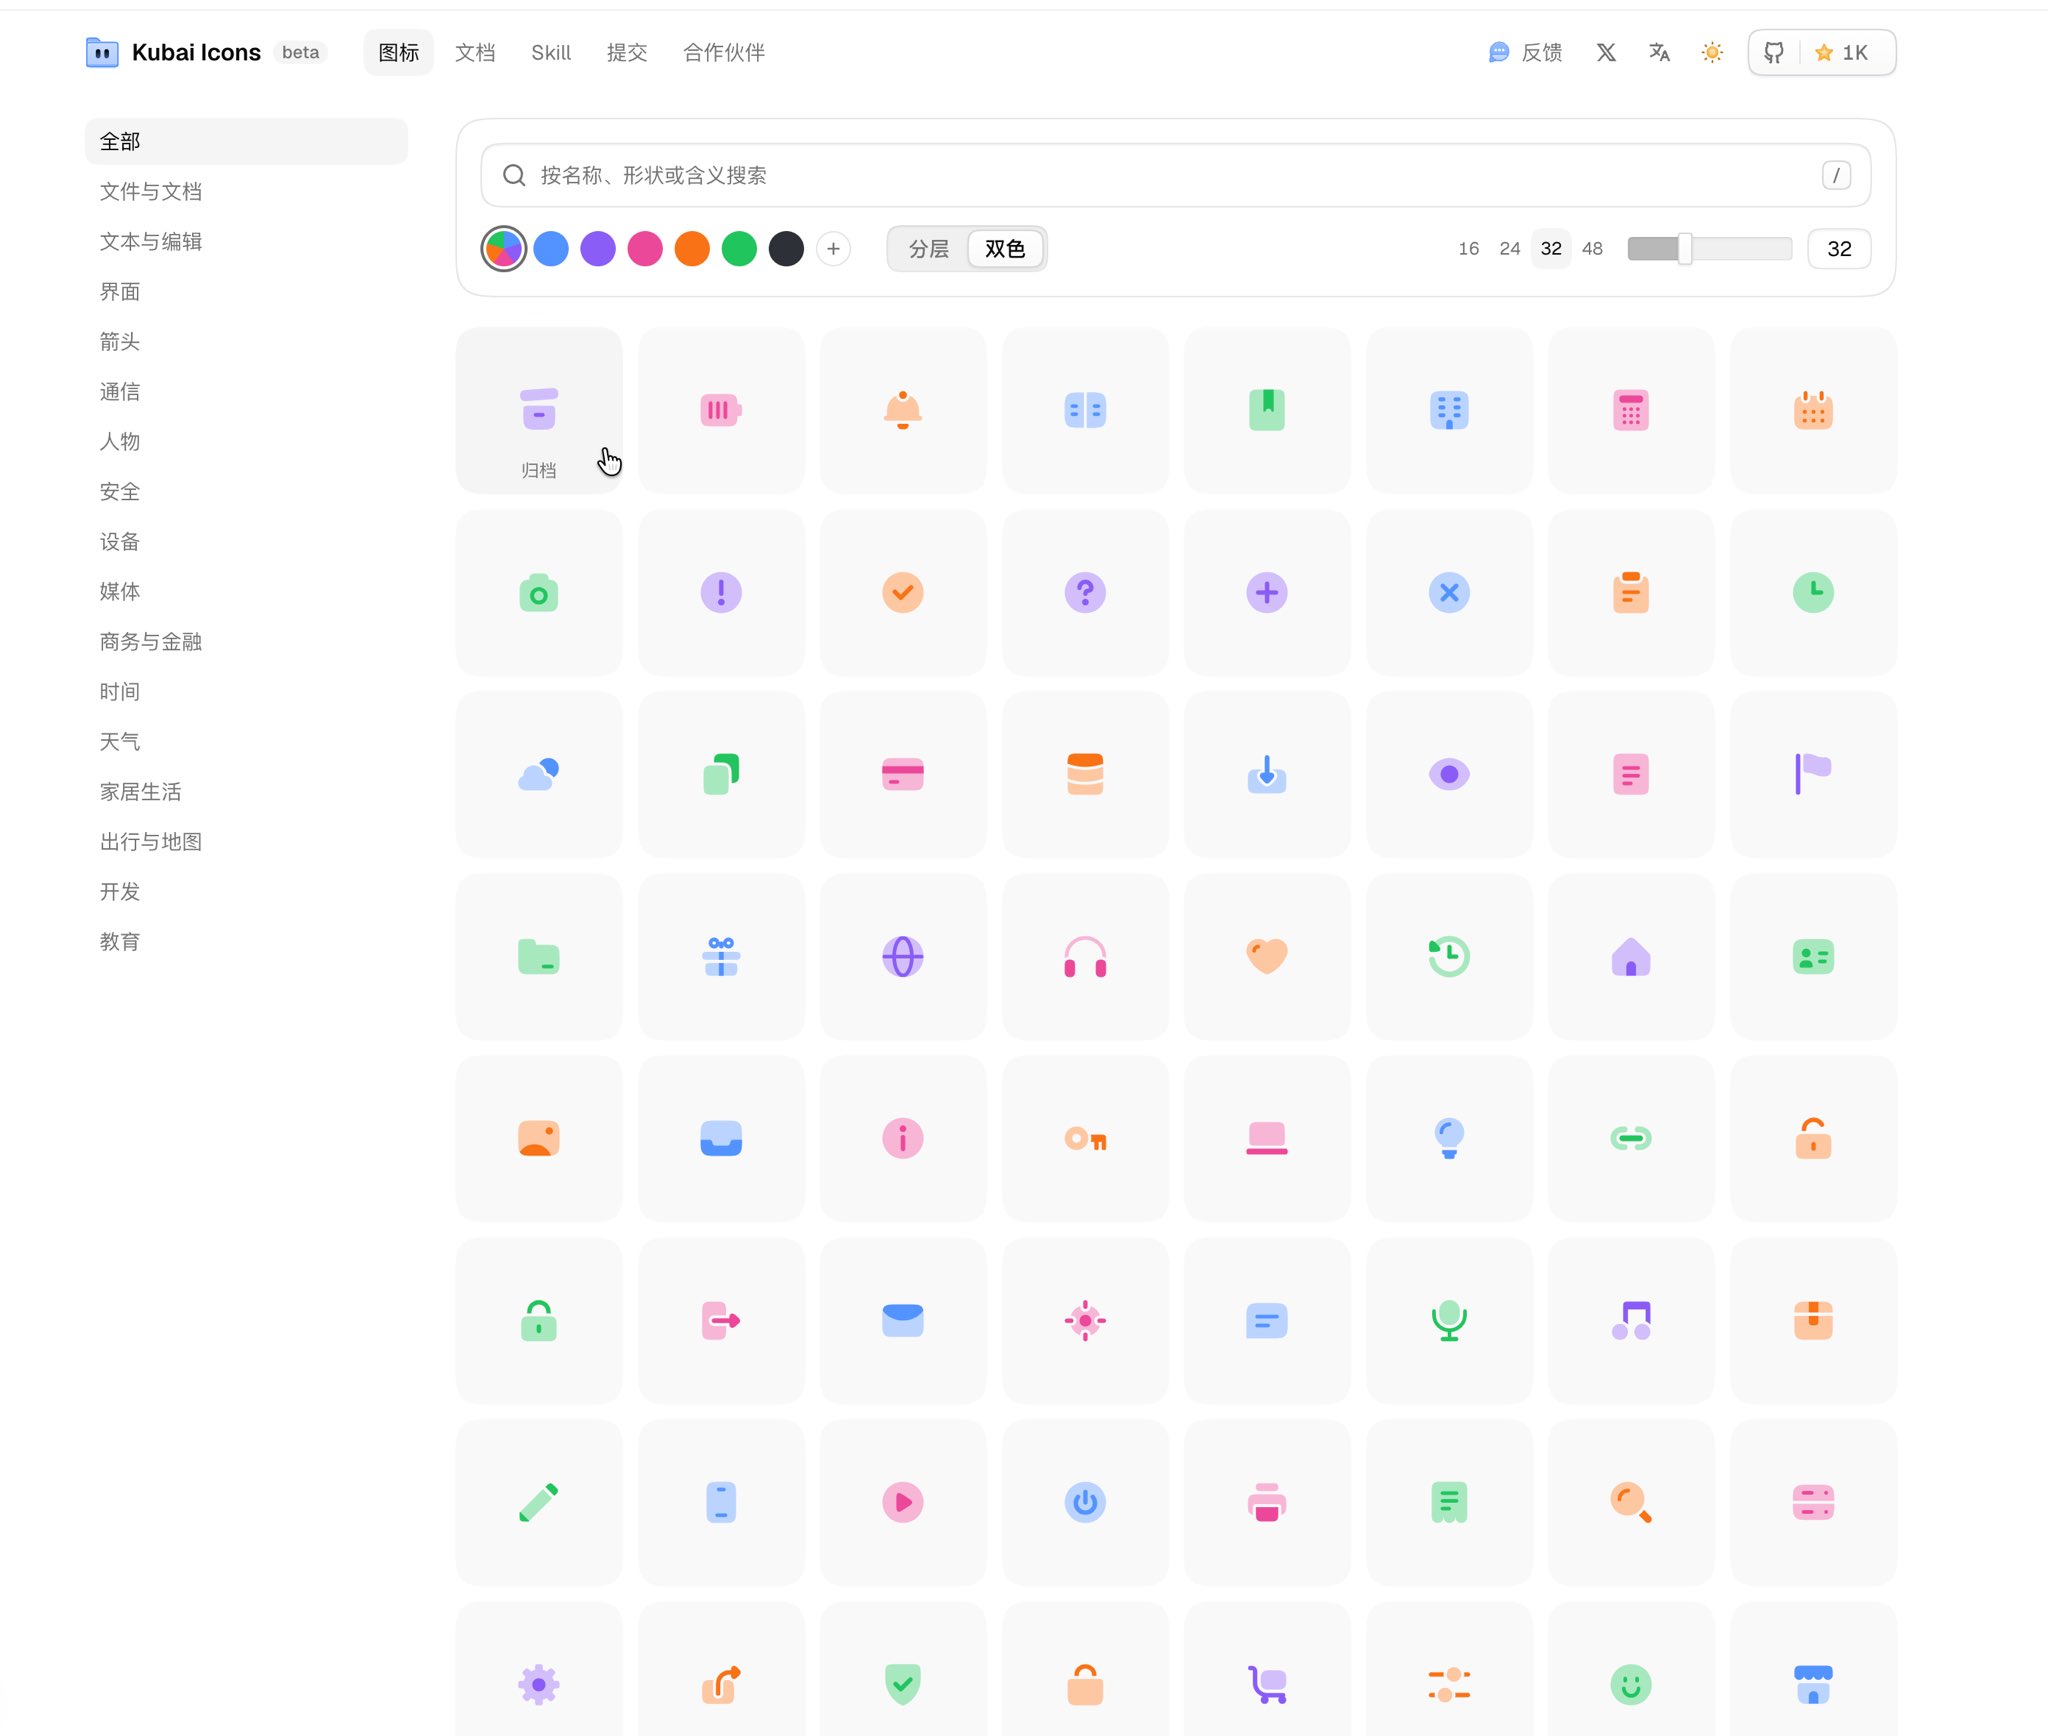 Kubai Icons beta 图标 文档 Skill 提交 合作伙伴 反馈 1K
全部
文件与文档
文本与编辑
界面
箭头
通信
人物
安全
设备
媒体
商务与金融
时间
天气
家居生活
出行与地图
开发
教育
按名称、形状或含义搜索 /
分层 双色 16 24 32 48 32
归档